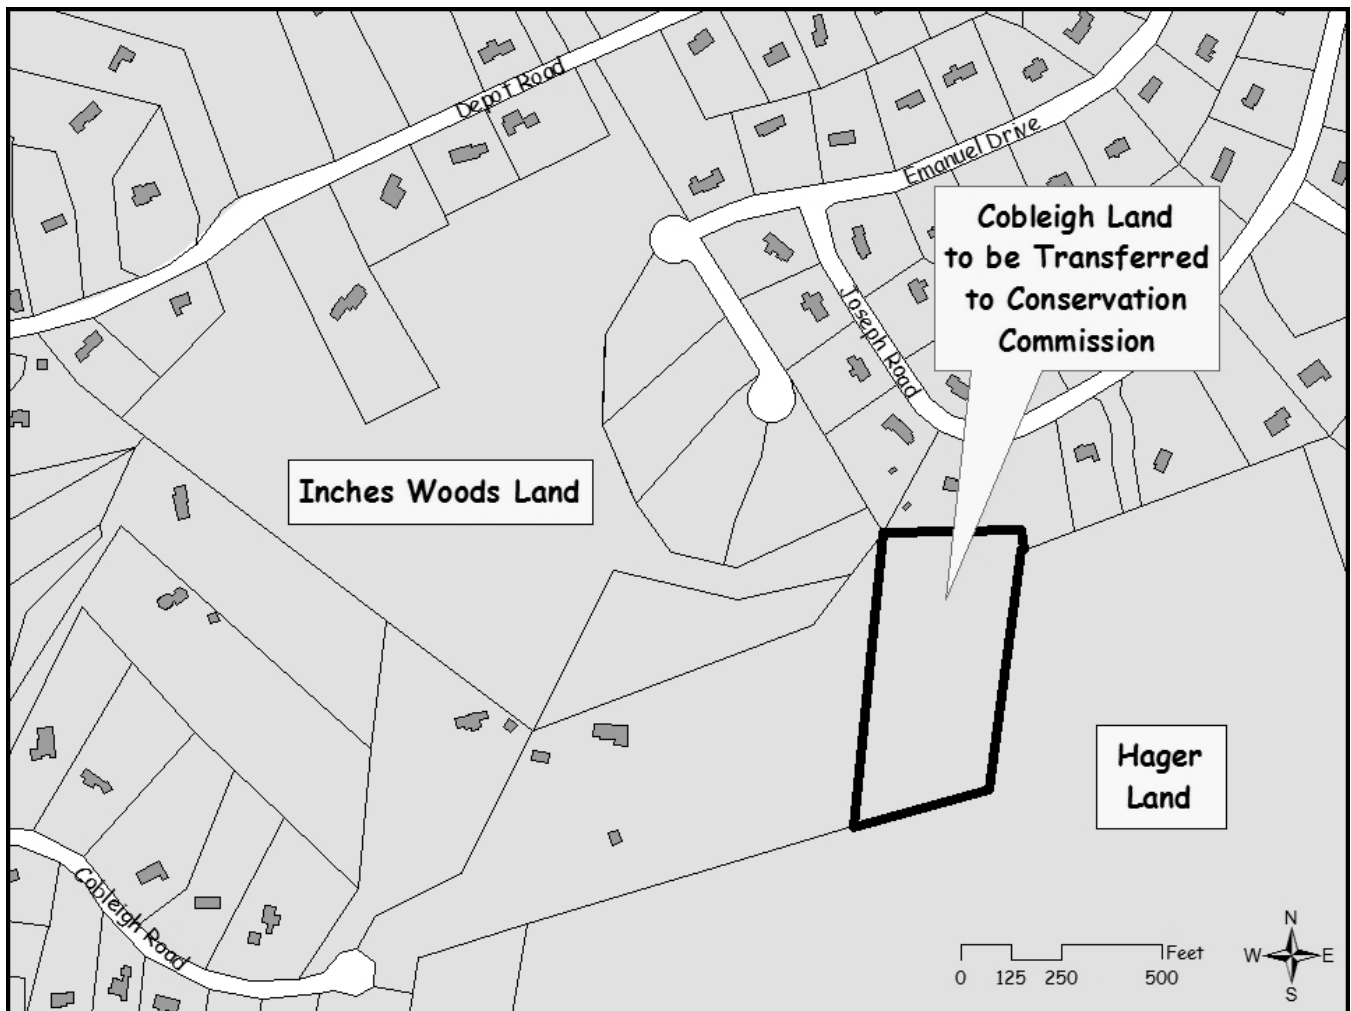 Depot Road
Emanuel Drive
Cobleigh Land
to be Transferred
to Conservation
Commission
Joseph Road
Inches Woods Land
Hager
Land
Cobleigh Road
N
W E
S
Feet
0 125 250 500